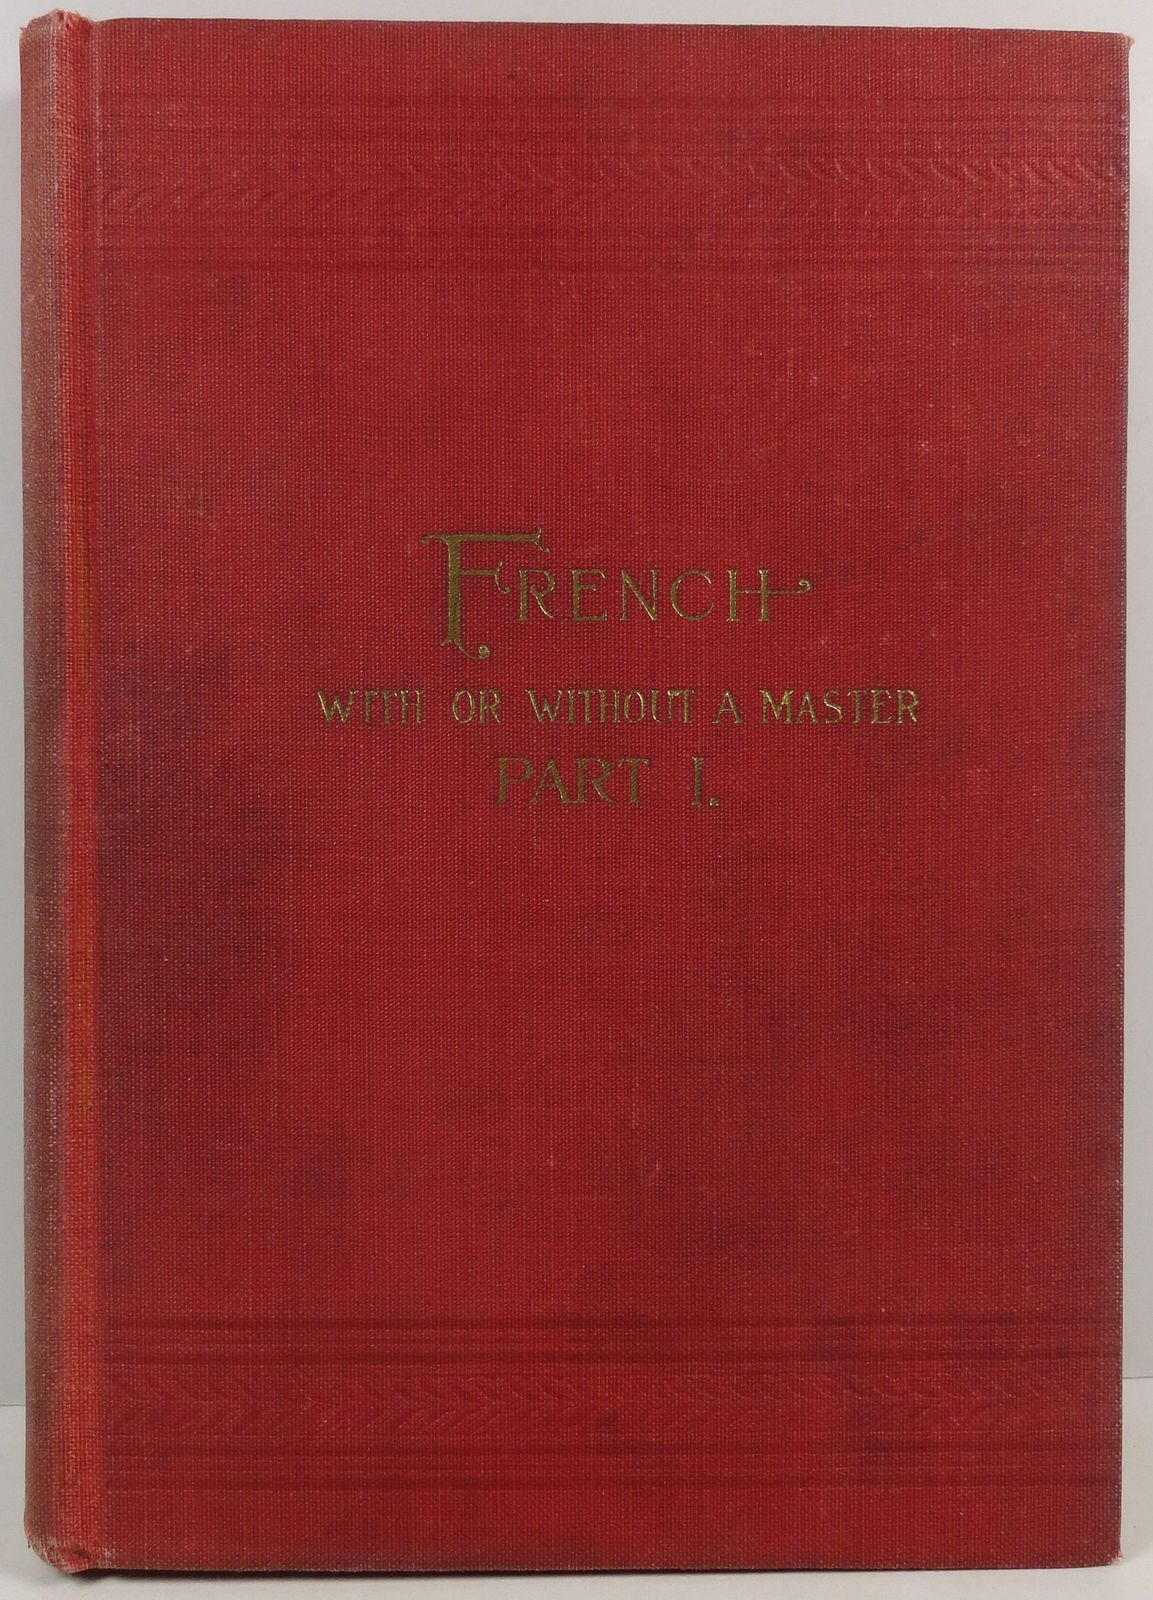 FRENCH
WITH OR WITHOUT A MASTER
PART I.